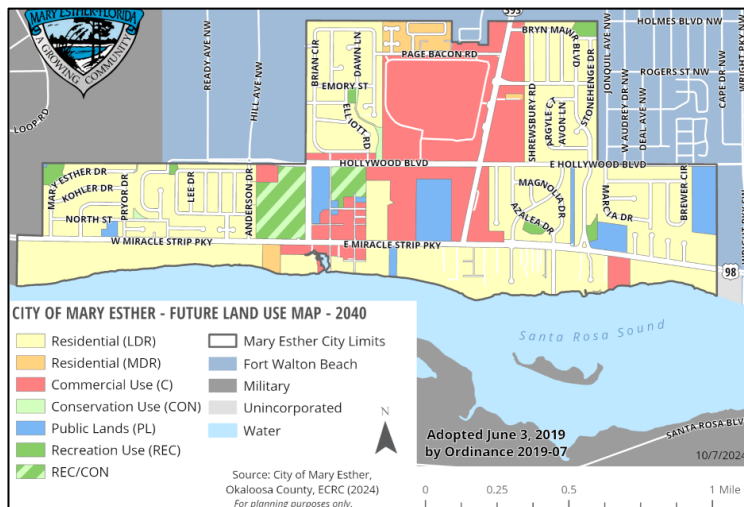 MARY ESTHER-FLORIDA
A GROWING COMMUNITY
393
HOLMES BLVD NW
BRYN MAWR BLVD
READY AVE NW
HILL AVE NW
LOOP RD
BRIAN CIR
DAWN LN
PAGE BACON RD
EMORY ST
ELLIOTT RD
SHREWSBURY RD
ARGYLE CT
AVON LN
STONEHENGE DR
JONQUIL AVE NW
ROGERS ST NW
W AUDREY DR NW
DEAL AVE NW
CAPE DR NW
WRIGHT PKY NW
HOLLYWOOD BLVD
E HOLLYWOOD BLVD
MARY ESTHER DR
KOHLER DR
NORTH ST
PRYOR DR
LEE DR
ANDERSON DR
MAGNOLIA DR
AZALEA DR
MARCIA DR
BREWER CIR
W MIRACLE STRIP PKY
E MIRACLE STRIP PKY
98
CITY OF MARY ESTHER - FUTURE LAND USE MAP - 2040
Residential (LDR)
Residential (MDR)
Commercial Use (C)
Conservation Use (CON)
Public Lands (PL)
Recreation Use (REC)
REC/CON
Mary Esther City Limits
Fort Walton Beach
Military
Unincorporated
Water
N
Source: City of Mary Esther,
Okaloosa County, ECRC (2024)
For planning purposes only.
Santa Rosa Sound
Adopted June 3, 2019
by Ordinance 2019-07
SANTA ROSA BLV
10/7/2024
0 0.25 0.5 1 Mile